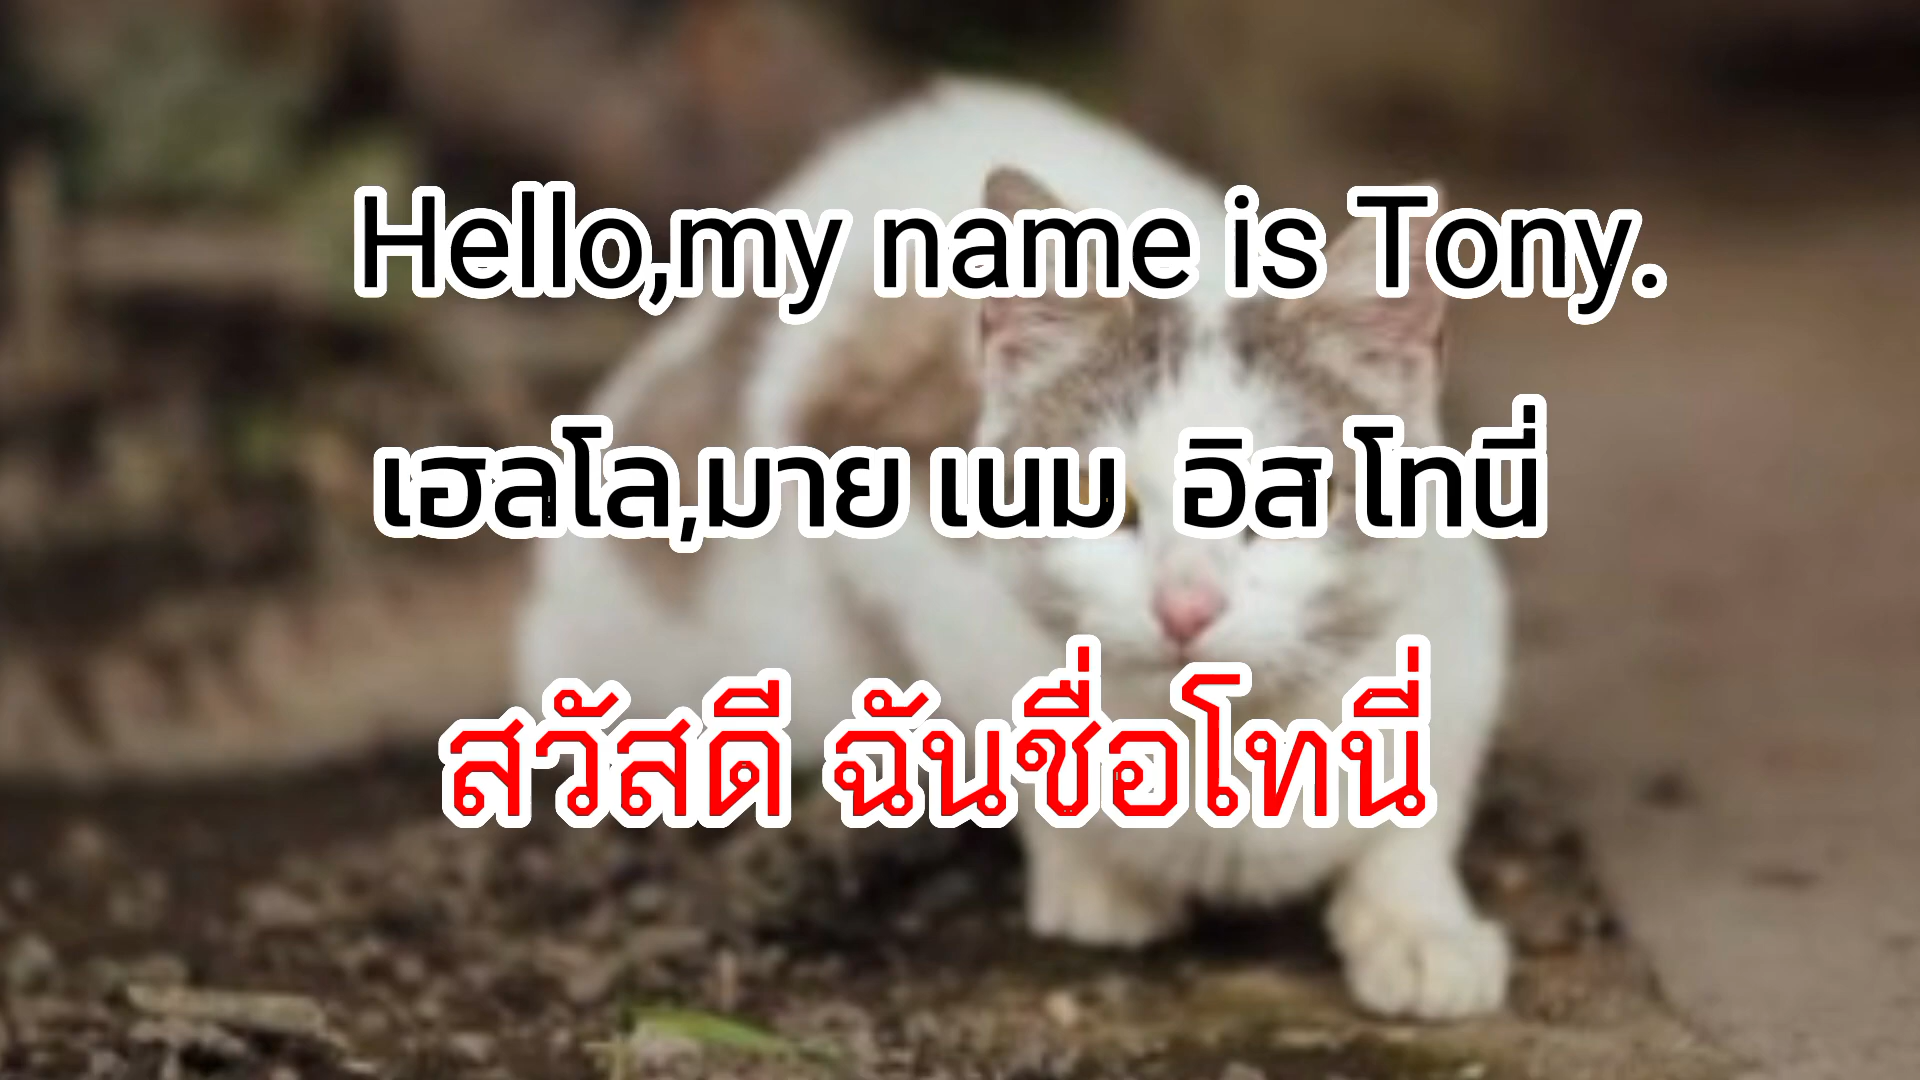 Hello,my name is Tony.
เฮลโล,มาย เนม  อิส โทนี่
สวัสดี ฉันชื่อโทนี่